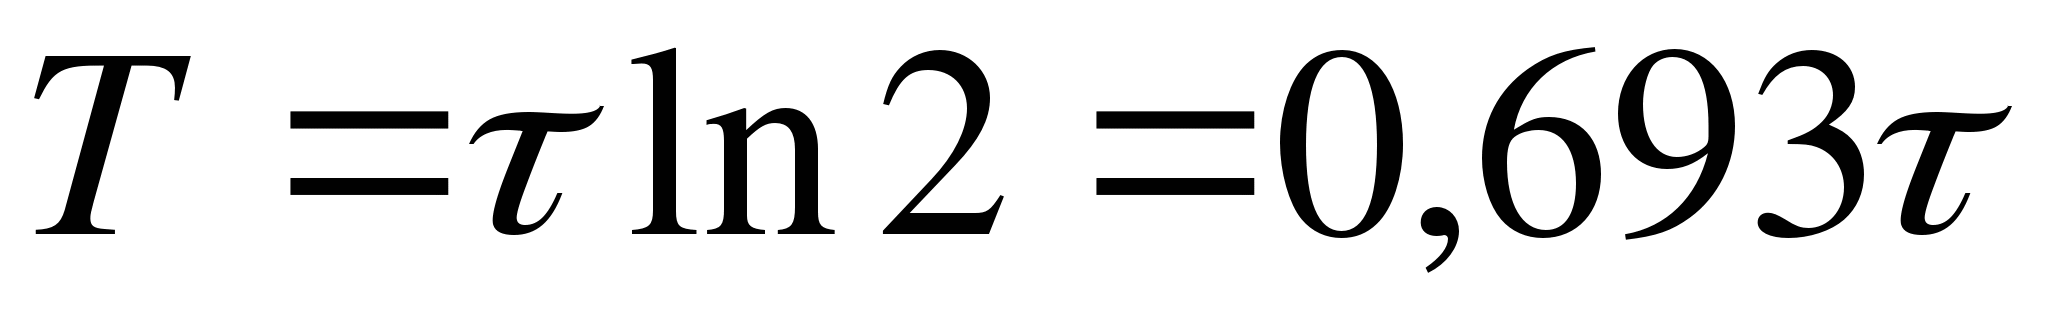 T = τ ln 2 = 0,693τ